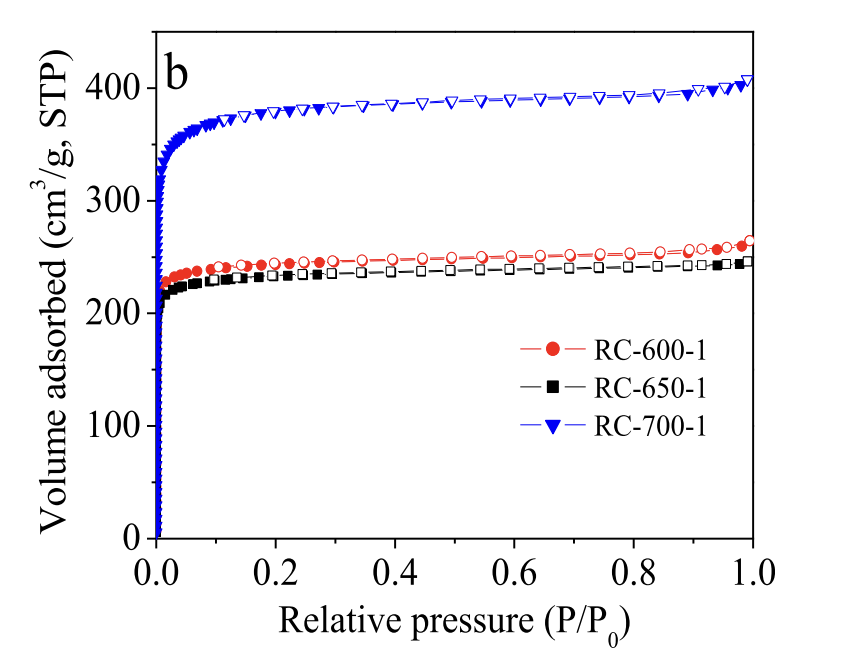 b
Volume adsorbed (cm³/g, STP)
400
300
200
100
0
RC-600-1
RC-650-1
RC-700-1
0.0 0.2 0.4 0.6 0.8 1.0
Relative pressure (P/P₀)